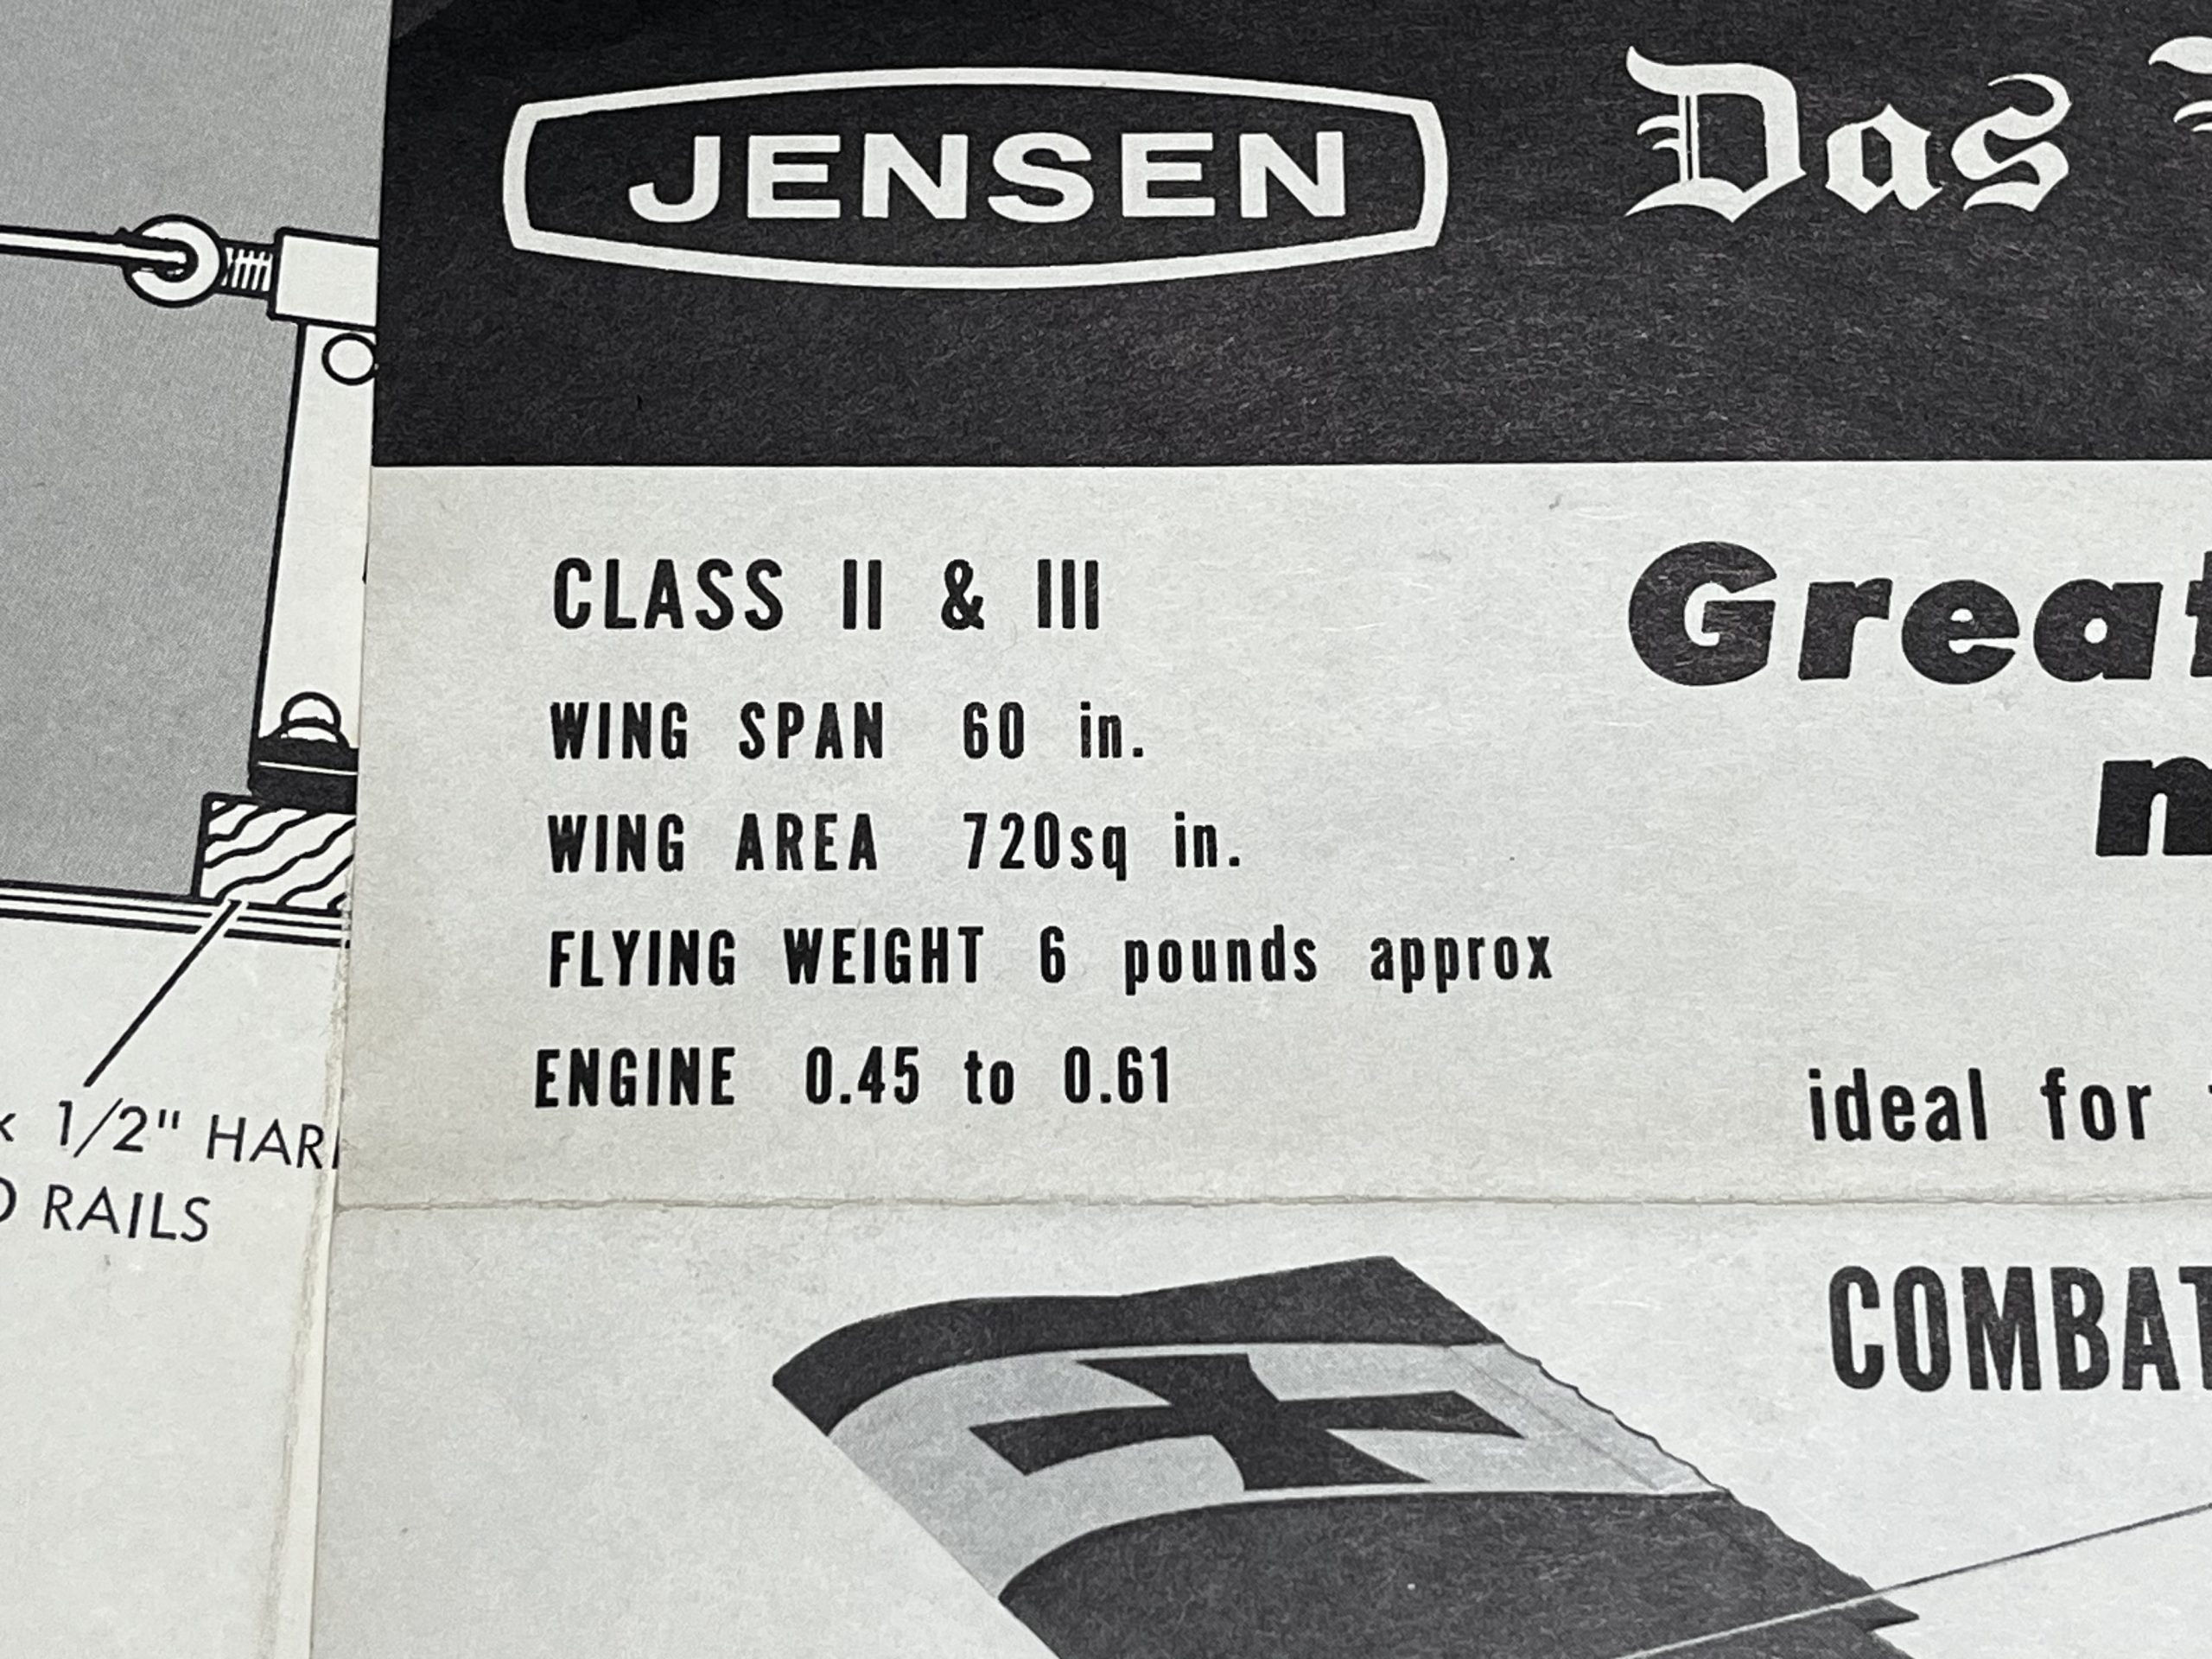 JENSEN
Das
CLASS II & III
WING SPAN 60 in.
WING AREA 720sq in.
FLYING WEIGHT 6 pounds approx
ENGINE 0.45 to 0.61
Great
ideal for
COMBAT
x 1/2" HAR
RAILS